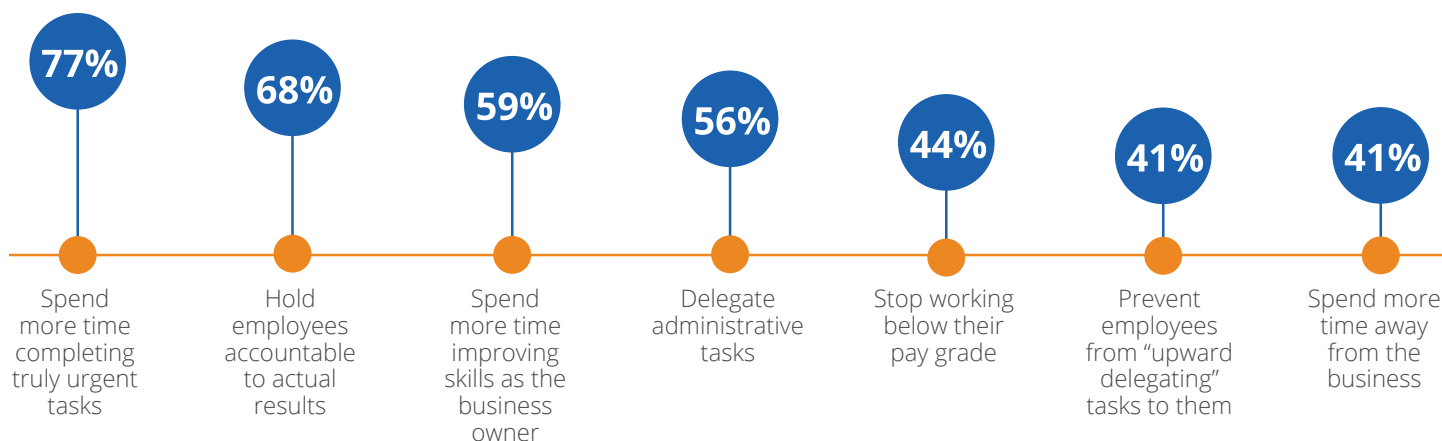 77%
68%
59%
56%
44%
41%
41%
Spend
more time
completing
truly urgent
tasks
Hold
employees
accountable
to actual
results
Spend
more time
improving
skills as the
business
owner
Delegate
administrative
tasks
Stop working
below their
pay grade
Prevent
employees
from “upward
delegating”
tasks to them
Spend more
time away
from the
business